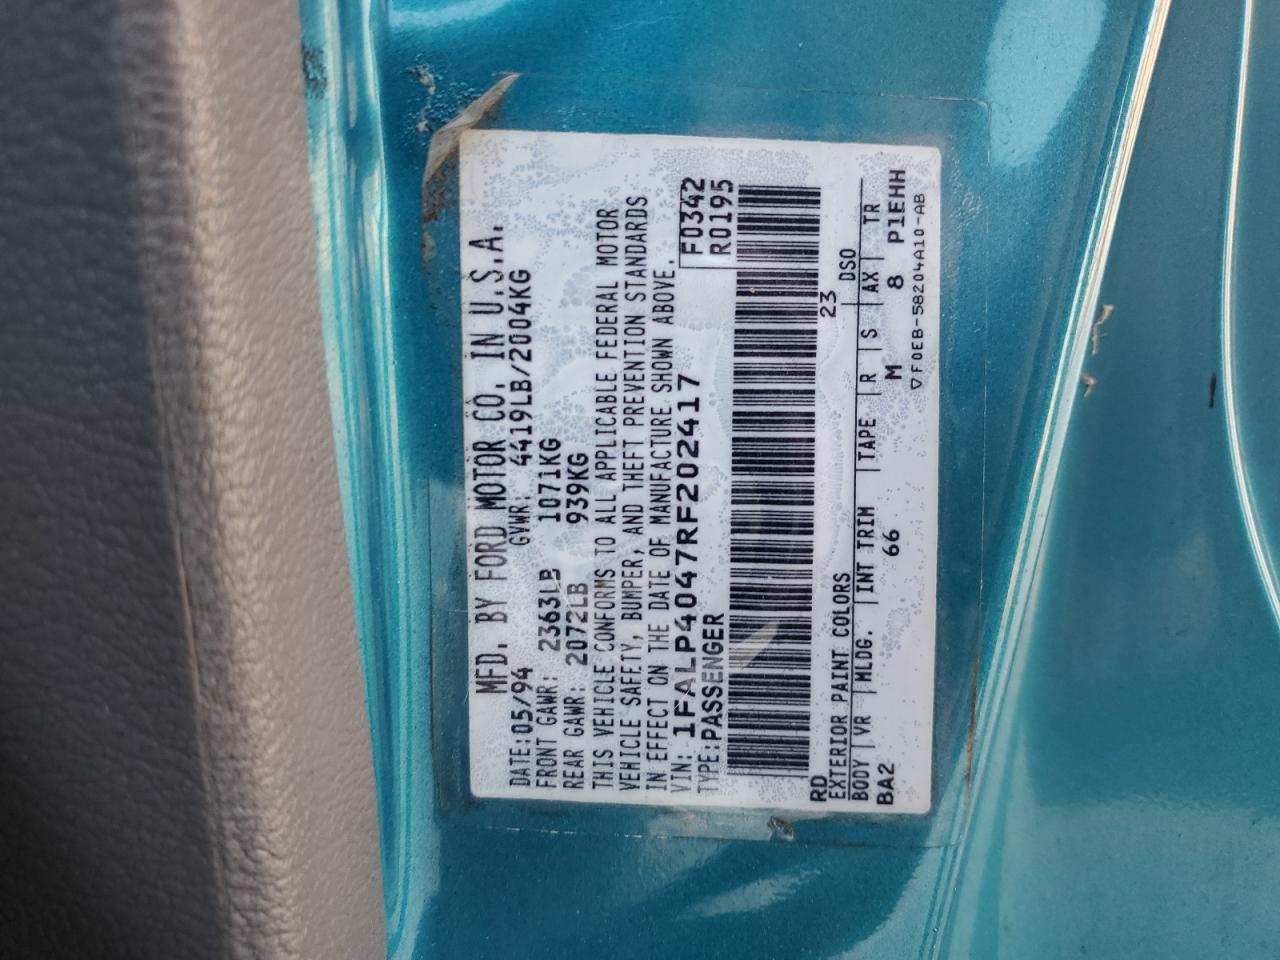 MFD. BY FORD MOTOR CO. IN U.S.A.
DATE: 05/94 GVWR: 4419LB/2004KG
FRONT GAWR: 2363LB 1071KG
REAR GAWR: 2072LB 939KG
THIS VEHICLE CONFORMS TO ALL APPLICABLE FEDERAL MOTOR
VEHICLE SAFETY, BUMPER, AND THEFT PREVENTION STANDARDS
IN EFFECT ON THE DATE OF MANUFACTURE SHOWN ABOVE.
VIN: 1FALP4047RF202417 F0342
TYPE: PASSENGER R0195
RD 23
EXTERIOR PAINT COLORS DSO
BODY VR MLDG. INT TRIM TAPE R S AX TR
BA2 66 M 8 P1EHH
▽F0EB-58204A10-AB